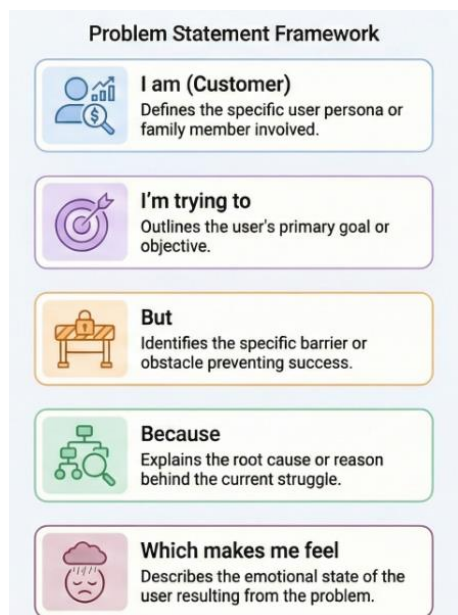 Problem Statement Framework
I am (Customer)
Defines the specific user persona or
family member involved.
I'm trying to
Outlines the user's primary goal or
objective.
But
Identifies the specific barrier or
obstacle preventing success.
Because
Explains the root cause or reason
behind the current struggle.
Which makes me feel
Describes the emotional state of the
user resulting from the problem.